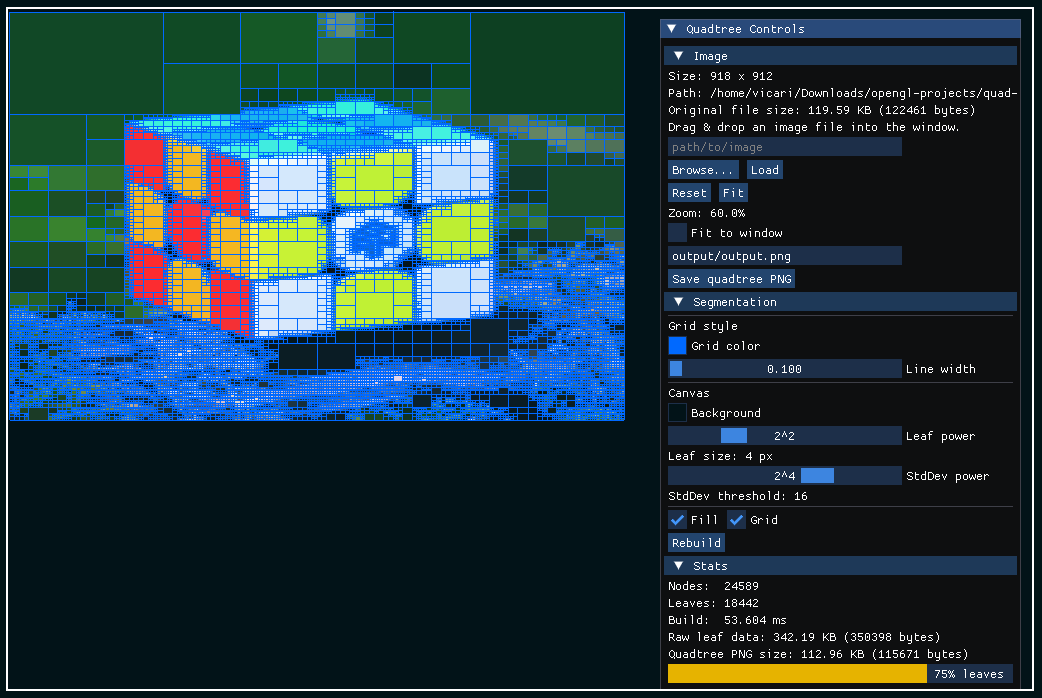 Quadtree Controls
Image
Size: 918 x 912
Path: /home/vicari/Downloads/opengl-projects/quad-
Original file size: 119.59 KB (122461 bytes)
Drag & drop an image file into the window.
path/to/image
Browse... Load
Reset Fit
Zoom: 60.0%
Fit to window
output/output.png
Save quadtree PNG
Segmentation
Grid style
Grid color
0.100 Line width
Canvas
Background
2^2 Leaf power
Leaf size: 4 px
2^4 StdDev power
StdDev threshold: 16
Fill Grid
Rebuild
Stats
Nodes: 24589
Leaves: 18442
Build: 53.604 ms
Raw leaf data: 342.19 KB (350398 bytes)
Quadtree PNG size: 112.96 KB (115671 bytes)
75% leaves